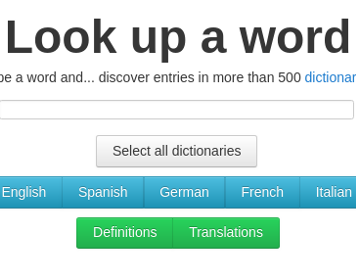 Look up a word
pe a word and... discover entries in more than 500 dictionar
Select all dictionaries
English Spanish German French Italian
Definitions Translations